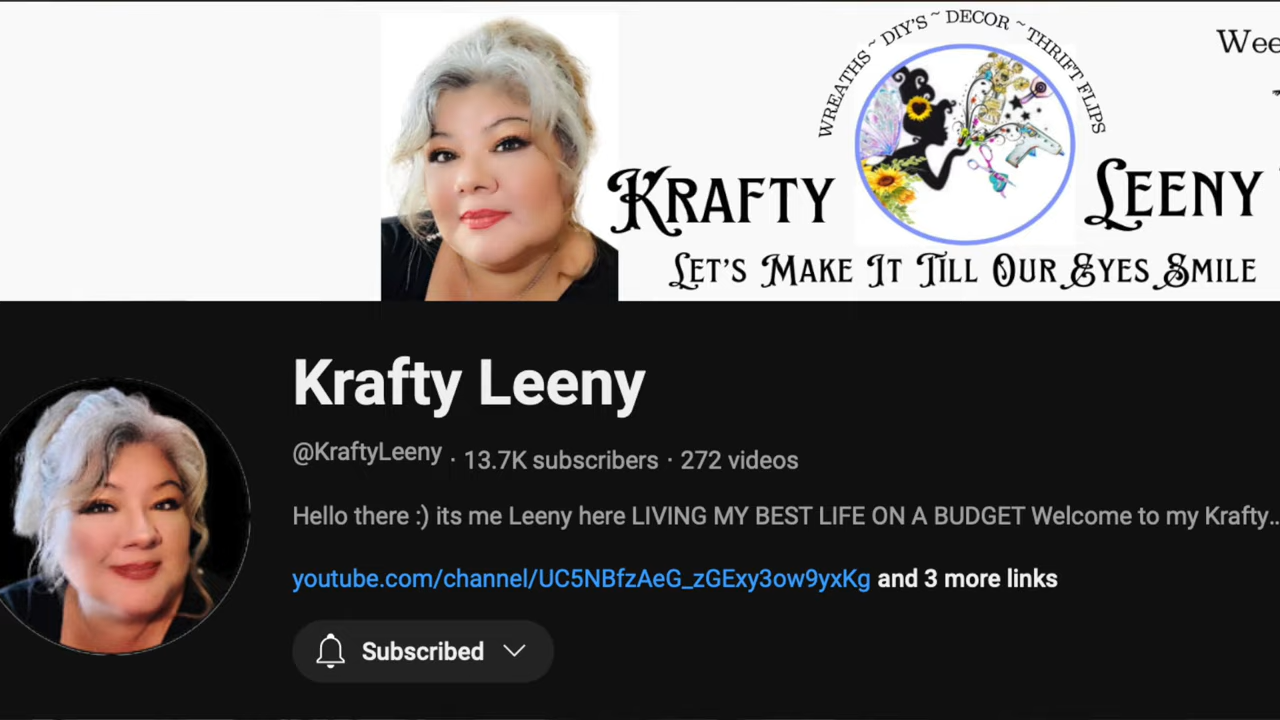 WREATHS ~ DIY'S ~ DECOR ~ THRIFT FLIPS
KRAFTY LEENY
LET'S MAKE IT TILL OUR EYES SMILE
Krafty Leeny
@KraftyLeeny · 13.7K subscribers · 272 videos
Hello there :) its me Leeny here LIVING MY BEST LIFE ON A BUDGET Welcome to my Krafty...
youtube.com/channel/UC5NBfzAeG_zGExy3ow9yxKg and 3 more links
Subscribed